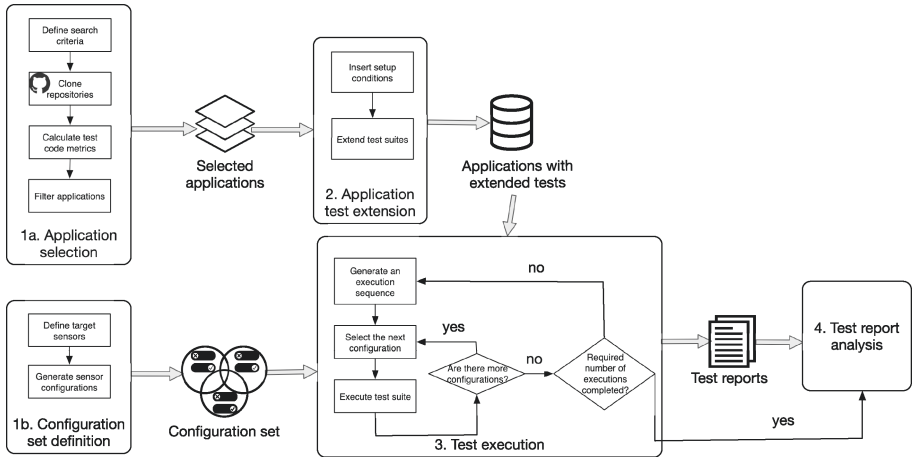 Define search
criteria
Clone
repositories
Calculate test
code metrics
Filter applications
1a. Application
selection
Selected
applications
Insert setup
conditions
Extend test suites
2. Application
test extension
Applications with
extended tests
Define target
sensors
Generate sensor
configurations
1b. Configuration
set definition
Configuration set
Generate an
execution
sequence
Select the next
configuration
Execute test suite
yes
Are there more
configurations?
no
no
Required
number of
executions
completed?
3. Test execution
yes
Test reports
4. Test report
analysis